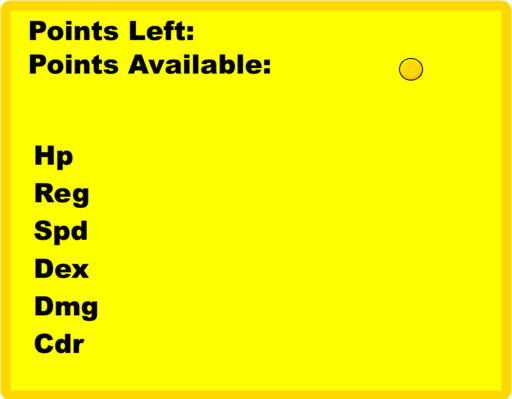 Points Left:
Points Available:
Hp
Reg
Spd
Dex
Dmg
Cdr